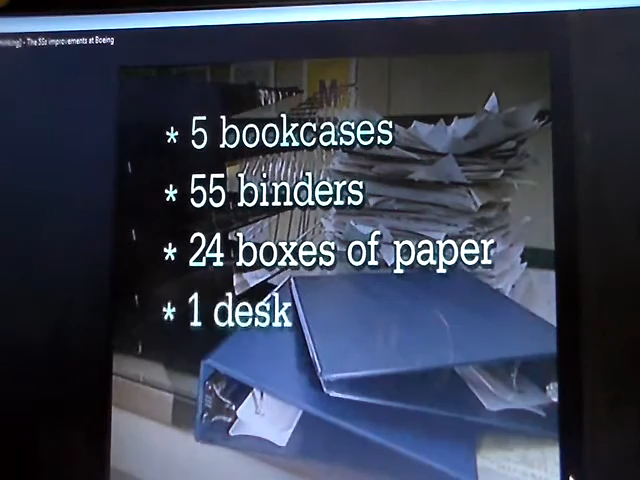 - The 5Ss improvements at Boeing
* 5 bookcases
* 55 binders
* 24 boxes of paper
* 1 desk